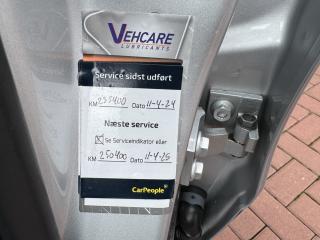 VEHCARE
LUBRICANTS
Service sidst udført
KM 235400 Dato 11-4-24
Næste service
Se Serviceindikator eller
KM 250400 Dato 11-4-25
CarPeople